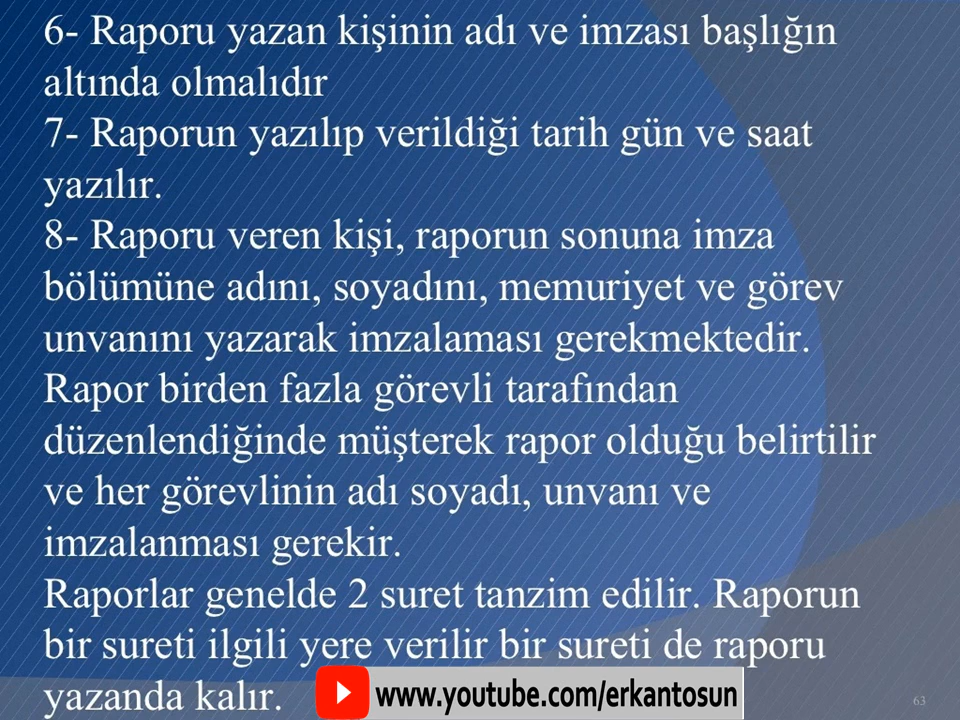 6- Raporu yazan kişinin adı ve imzası başlığın
altında olmalıdır
7- Raporun yazılıp verildiği tarih gün ve saat
yazılır.
8- Raporu veren kişi, raporun sonuna imza
bölümüne adını, soyadını, memuriyet ve görev
unvanını yazarak imzalaması gerekmektedir.
Rapor birden fazla görevli tarafından
düzenlendiğinde müşterek rapor olduğu belirtilir
ve her görevlinin adı soyadı, unvanı ve
imzalanması gerekir.
Raporlar genelde 2 suret tanzim edilir. Raporun
bir sureti ilgili yere verilir bir sureti de raporu
yazanda kalır.
www.youtube.com/erkantosun
63